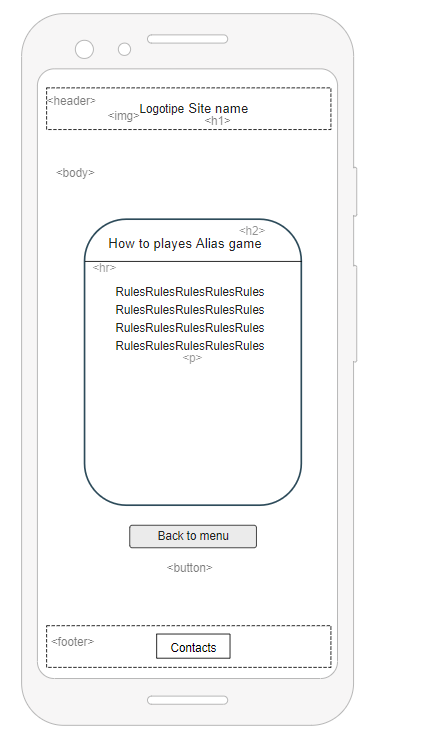 <header>
Logotipe Site name
<img>
<h1>
<body>
<h2>
How to playes Alias game
<hr>
RulesRulesRulesRulesRules
RulesRulesRulesRulesRules
RulesRulesRulesRulesRules
RulesRulesRulesRulesRules
<p>
Back to menu
<button>
<footer>
Contacts